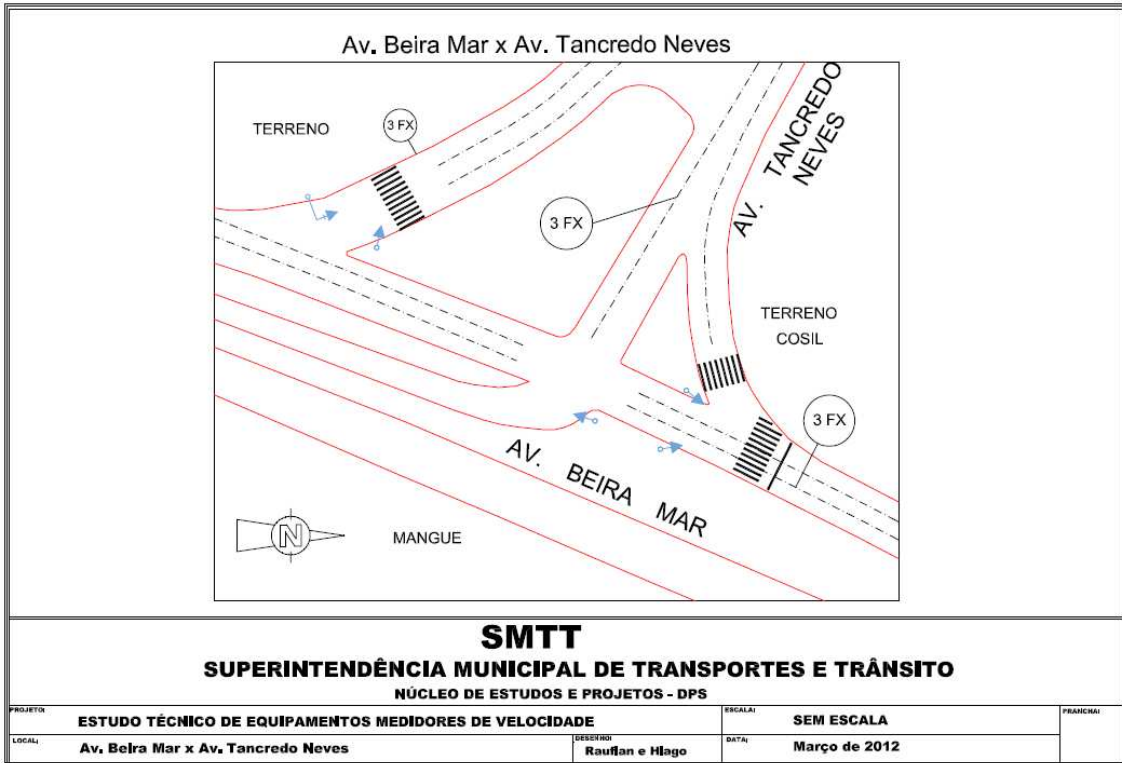 Av. Beira Mar x Av. Tancredo Neves
TERRENO
3 FX
3 FX
AV. TANCREDO
NEVES
TERRENO
COSIL
3 FX
AV. BEIRA MAR
N
MANGUE
SMTT
SUPERINTENDÊNCIA MUNICIPAL DE TRANSPORTES E TRÂNSITO
NÚCLEO DE ESTUDOS E PROJETOS - DPS
PROJETO:
ESTUDO TÉCNICO DE EQUIPAMENTOS MEDIDORES DE VELOCIDADE
ESCALA:
SEM ESCALA
PRANCHA:
LOCAL:
Av. Beira Mar x Av. Tancredo Neves
DESENHO:
Rauflan e Hiago
DATA:
Março de 2012